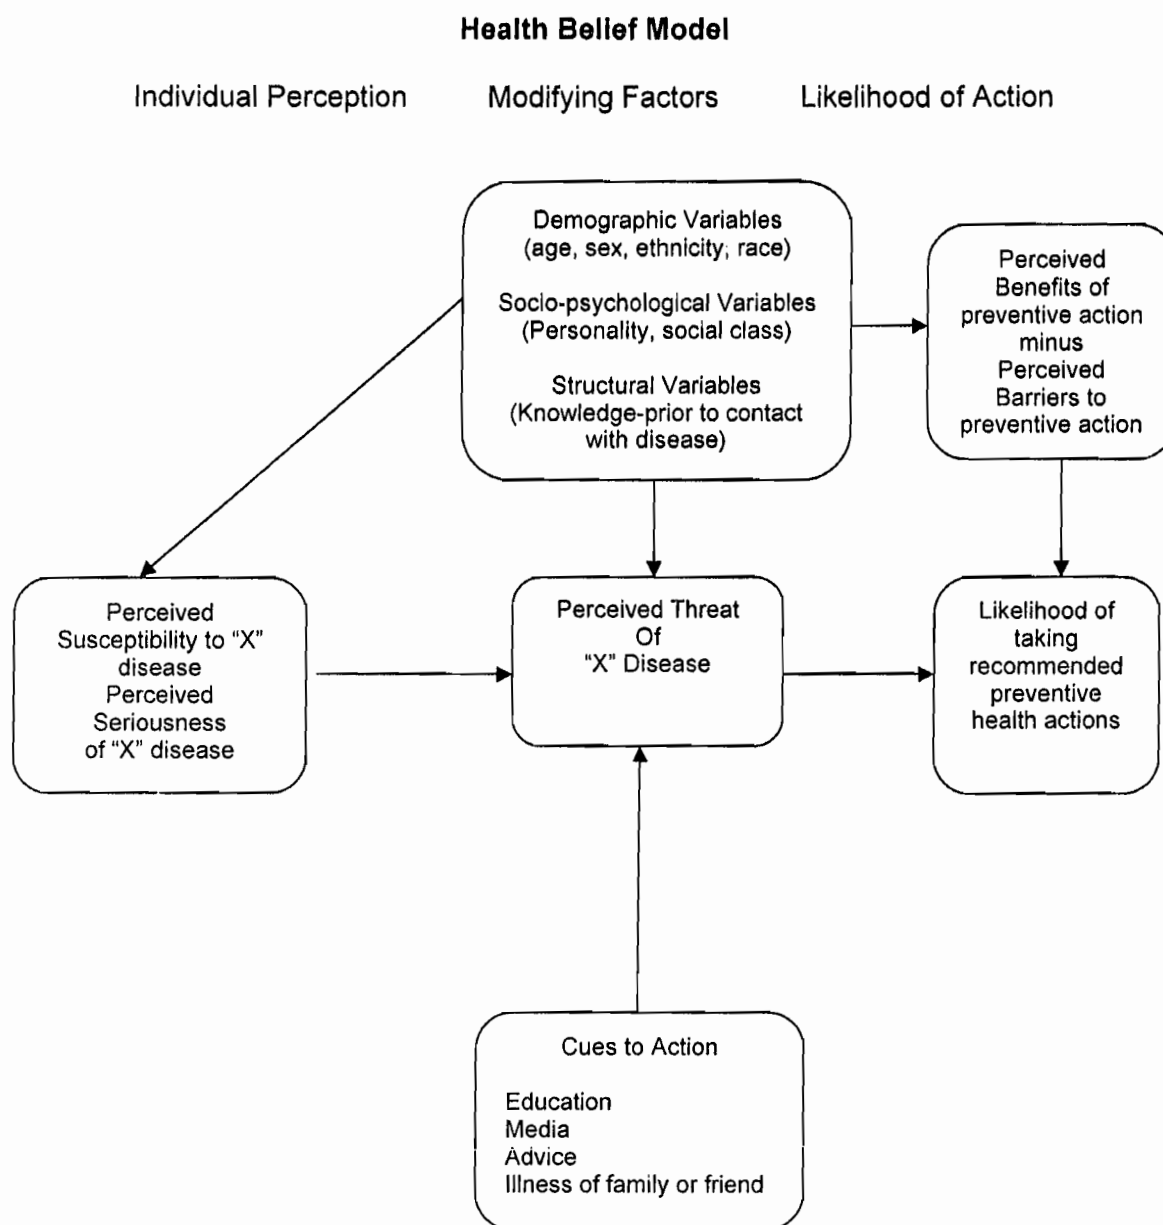 Health Belief Model
Individual Perception Modifying Factors Likelihood of Action
Demographic Variables
(age, sex, ethnicity, race)
Socio-psychological Variables
(Personality, social class)
Structural Variables
(Knowledge-prior to contact
with disease)
Perceived
Benefits of
preventive action
minus
Perceived
Barriers to
preventive action
Perceived
Susceptibility to “X”
disease
Perceived
Seriousness
of “X” disease
Perceived Threat
Of
“X” Disease
Likelihood of
taking
recommended
preventive
health actions
Cues to Action
Education
Media
Advice
Illness of family or friend